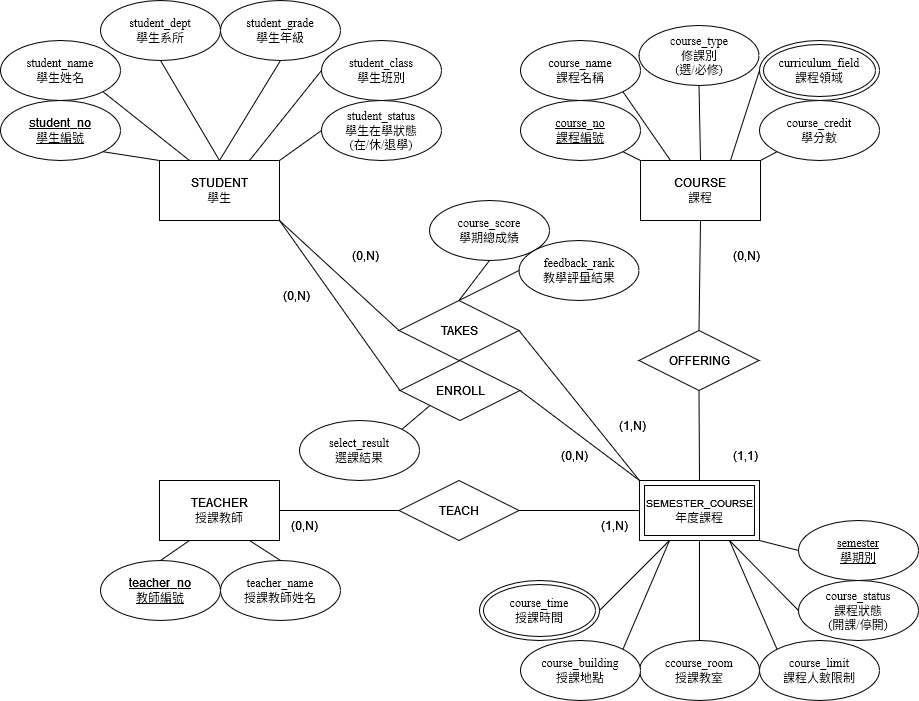 student_dept
學生系所
student_grade
學生年級
student_name
學生姓名
student_class
學生班別
student_no
學生編號
student_status
學生在學狀態
(在/休/退學)
STUDENT
學生
course_type
修課別
(選/必修)
course_name
課程名稱
curriculum_field
課程領域
course_no
課程編號
course_credit
學分數
COURSE
課程
course_score
學期總成績
feedback_rank
教學評量結果
(0,N)
(0,N)
(0,N)
TAKES
OFFERING
ENROLL
select_result
選課結果
(1,N)
(0,N)
(1,1)
TEACHER
授課教師
(0,N)
TEACH
(1,N)
SEMESTER_COURSE
年度課程
teacher_no
教師編號
teacher_name
授課教師姓名
semester
學期別
course_time
授課時間
course_status
課程狀態
(開課/停開)
course_building
授課地點
ccourse_room
授課教室
course_limit
課程人數限制